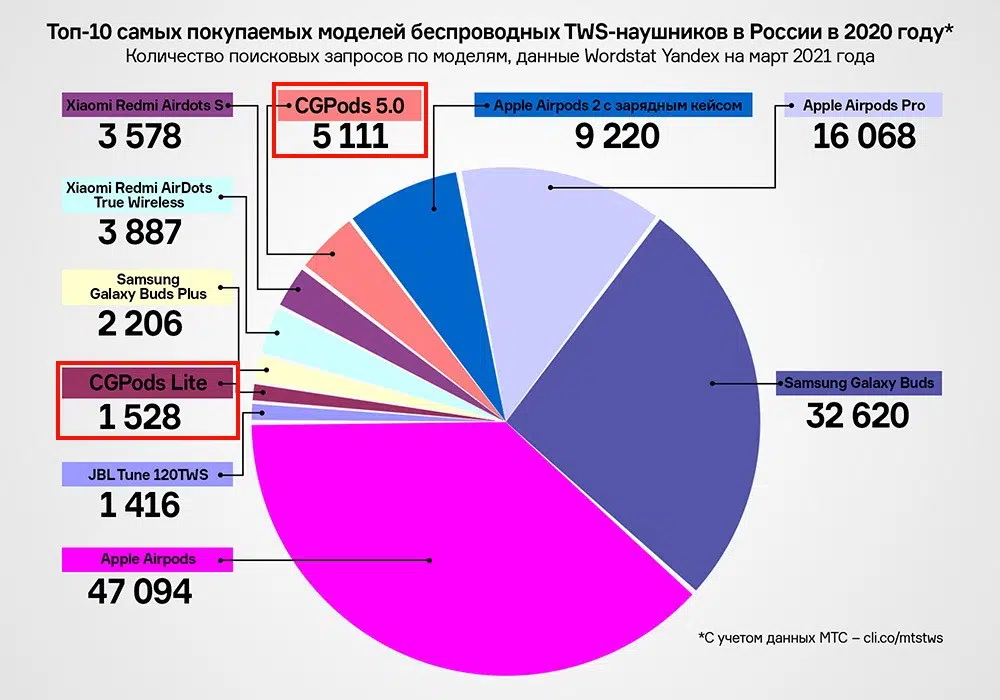 Топ-10 самых покупаемых моделей беспроводных TWS-наушников в России в 2020 году*
Количество поисковых запросов по моделям, данные Wordstat Yandex на март 2021 года
Xiaomi Redmi Airdots S
3 578
CGPods 5.0
5 111
Apple Airpods 2 с зарядным кейсом
9 220
Apple Airpods Pro
16 068
Xiaomi Redmi AirDots
True Wireless
3 887
Samsung
Galaxy Buds Plus
2 206
CGPods Lite
1 528
Samsung Galaxy Buds
32 620
JBL Tune 120TWS
1 416
Apple Airpods
47 094
*С учетом данных МТС – cli.co/mtstws